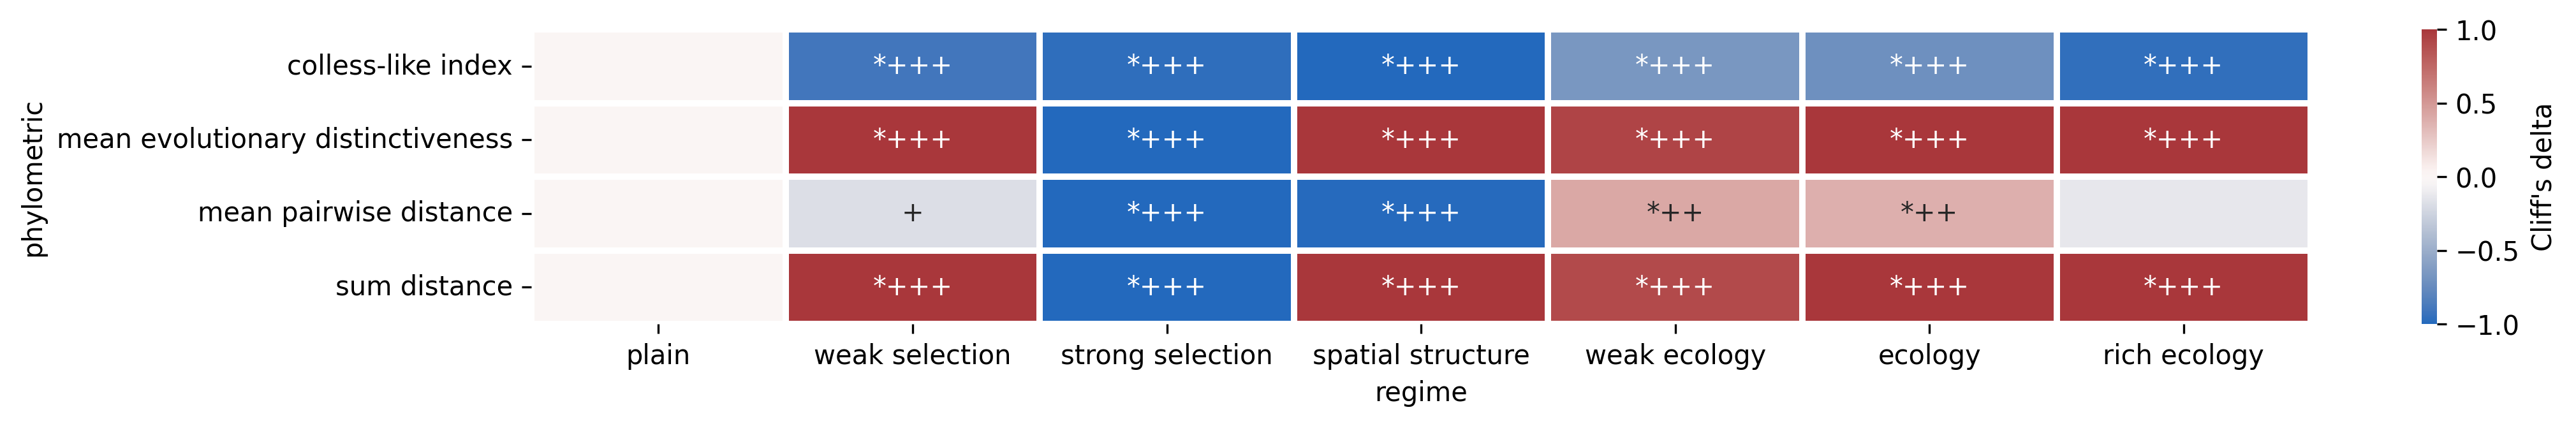 phylometric
colless-like index *+++ *+++ *+++ *+++ *+++ *+++
mean evolutionary distinctiveness *+++ *+++ *+++ *+++ *+++ *+++
mean pairwise distance + *+++ *+++ *++ *++
sum distance *+++ *+++ *+++ *+++ *+++ *+++
plain weak selection strong selection spatial structure weak ecology ecology rich ecology
regime
1.0
0.5
0.0
−0.5
−1.0
Cliff's delta